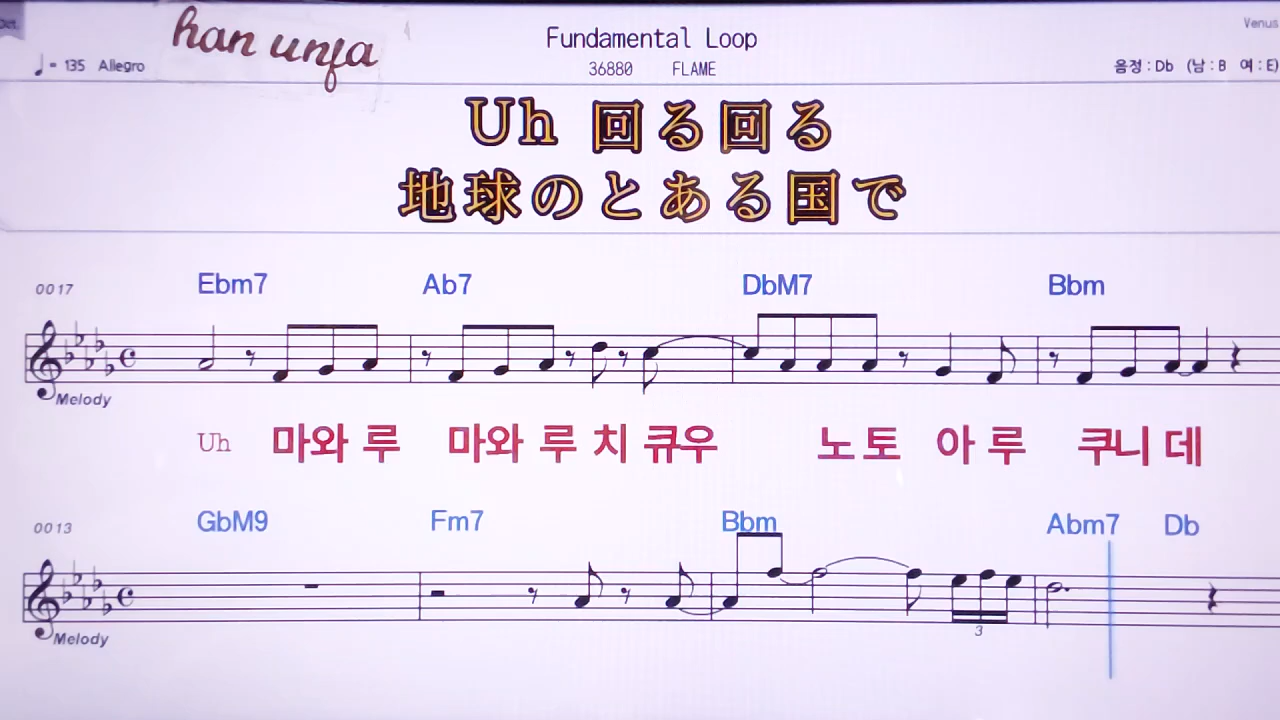 han unfa
Fundamental Loop
Venus
♩= 135 Allegro
36880 FLAME
음정 : Db (남 : B 여 : E)
Uh 回る回る
地球のとある国で
0017
Ebm7 Ab7 DbM7 Bbm
Melody
Uh 마와 루 마와 루 치 큐우 노토 아 루 쿠니 데
0013
GbM9 Fm7 Bbm Abm7 Db
3
Melody